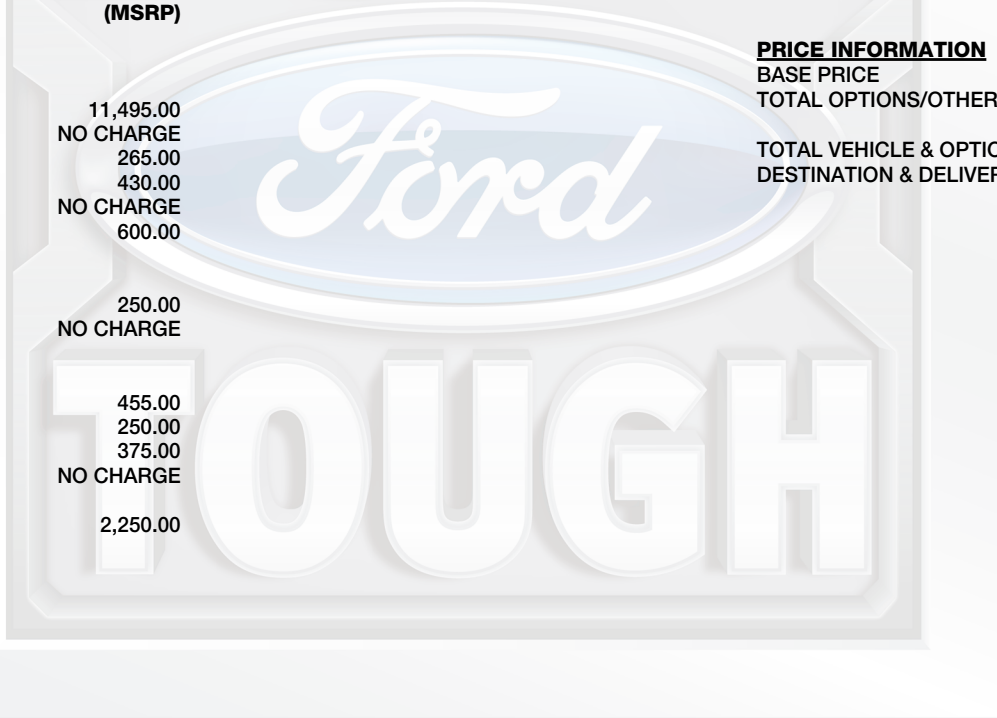 (MSRP)
11,495.00
NO CHARGE
265.00
430.00
NO CHARGE
600.00
250.00
NO CHARGE
455.00
250.00
375.00
NO CHARGE
2,250.00
PRICE INFORMATION
BASE PRICE
TOTAL OPTIONS/OTHER
TOTAL VEHICLE & OPTIO
DESTINATION & DELIVER
Ford
TOUGH